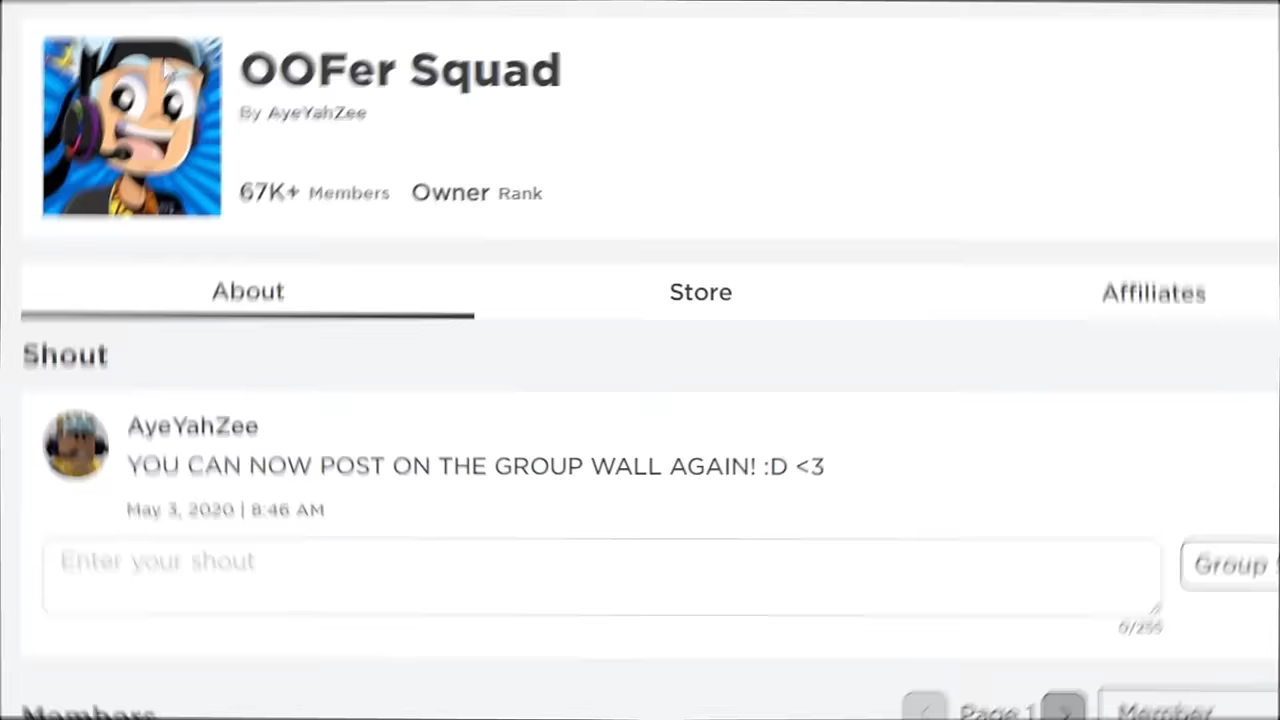 OOFer Squad
By AyeYahZee
67K+ Members Owner Rank
About Store Affiliates
Shout
AyeYahZee
YOU CAN NOW POST ON THE GROUP WALL AGAIN! :D <3
May 3, 2020 | 8:46 AM
Enter your shout
Group
0/255
Members
Page 1
Member